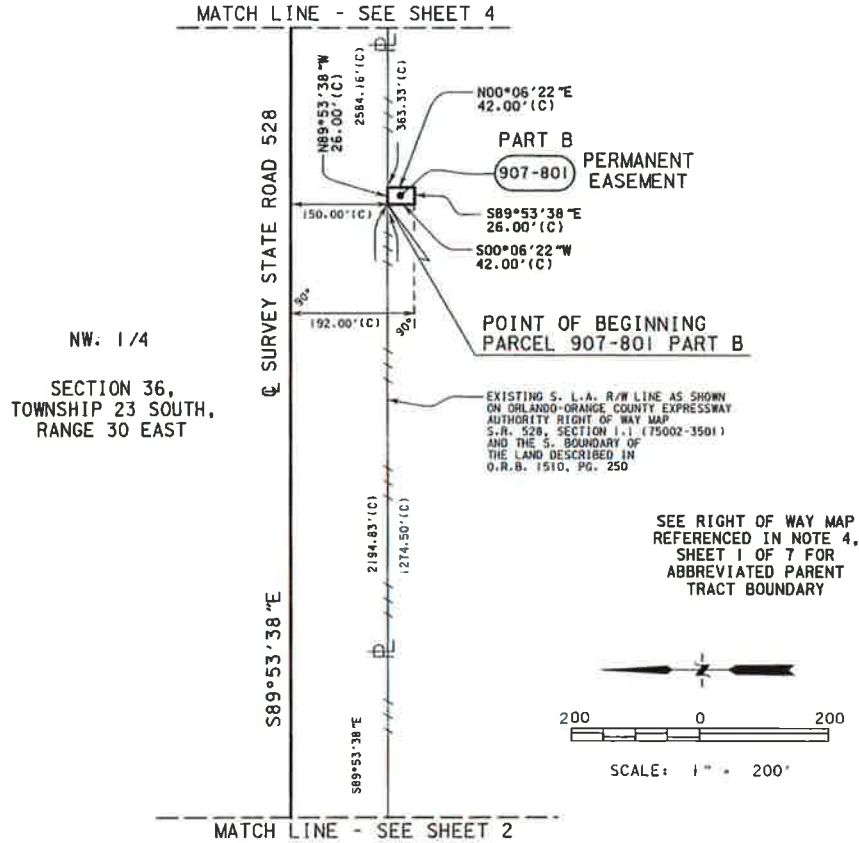 MATCH LINE - SEE SHEET 4
N89°53'38"W
26.00'(C)
2584.16'(C)
363.33'(C)
N00°06'22"E
42.00'(C)
PART B
907-801
PERMANENT
EASEMENT
S89°53'38"E
26.00'(C)
S00°06'22"W
42.00'(C)
150.00'(C)
90°
192.00'(C)
90°
℄ SURVEY STATE ROAD 528
NW. 1/4
SECTION 36,
TOWNSHIP 23 SOUTH,
RANGE 30 EAST
POINT OF BEGINNING
PARCEL 907-801 PART B
EXISTING S. L.A. R/W LINE AS SHOWN
ON ORLANDO-ORANGE COUNTY EXPRESSWAY
AUTHORITY RIGHT OF WAY MAP
S.R. 528, SECTION 1.1 (75002-3501)
AND THE S. BOUNDARY OF
THE LAND DESCRIBED IN
O.R.B. 1510, PG. 250
2194.83'(C)
1274.50'(C)
SEE RIGHT OF WAY MAP
REFERENCED IN NOTE 4,
SHEET 1 OF 7 FOR
ABBREVIATED PARENT
TRACT BOUNDARY
S89°53'38"E
S89°53'38"E
PL
PL
N
200 0 200
SCALE: 1" = 200'
MATCH LINE - SEE SHEET 2